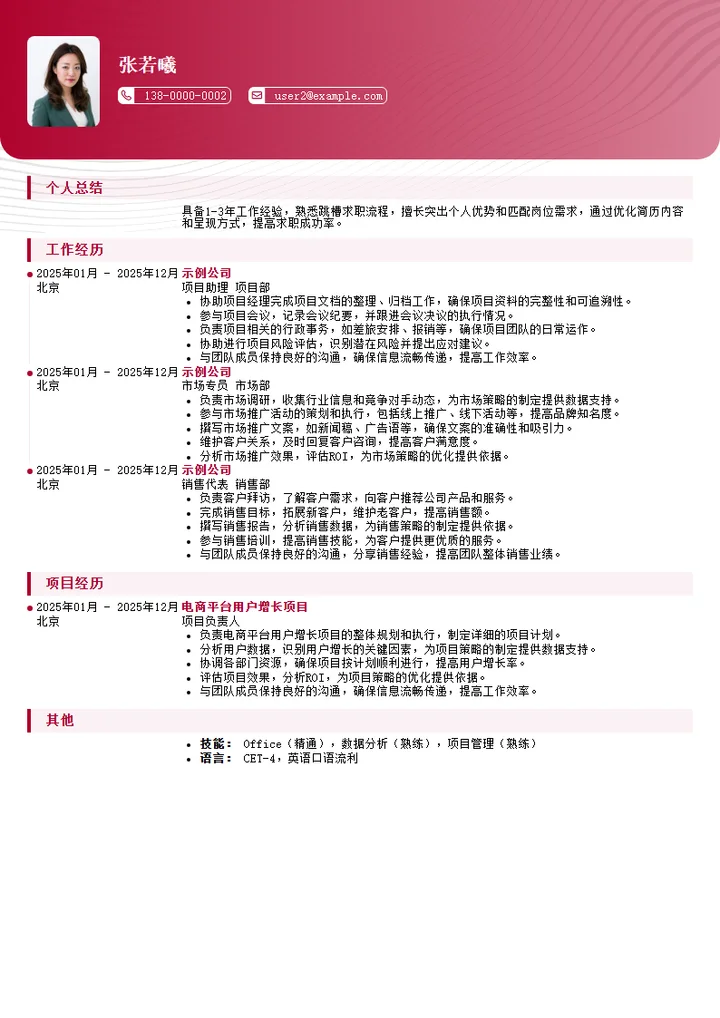 张若曦
138-0000-0002 user2@example.com
个人总结
具备1-3年工作经验，熟悉跳槽求职流程，擅长突出个人优势和匹配岗位需求，通过优化简历内容
和呈现方式，提高求职成功率。
工作经历
2025年01月 - 2025年12月 示例公司
北京 项目助理 项目部
• 协助项目经理完成项目文档的整理、归档工作，确保项目资料的完整性和可追溯性。
• 参与项目会议，记录会议纪要，并跟进会议决议的执行情况。
• 负责项目相关的行政事务，如差旅安排、报销等，确保项目团队的日常运作。
• 协助进行项目风险评估，识别潜在风险并提出应对建议。
• 与团队成员保持良好的沟通，确保信息流畅传递，提高工作效率。
2025年01月 - 2025年12月 示例公司
北京 市场专员 市场部
• 负责市场调研，收集行业信息和竞争对手动态，为市场策略的制定提供数据支持。
• 参与市场推广活动的策划和执行，包括线上推广、线下活动等，提高品牌知名度。
• 撰写市场推广文案，如新闻稿、广告语等，确保文案的准确性和吸引力。
• 维护客户关系，及时回复客户咨询，提高客户满意度。
• 分析市场推广效果，评估ROI，为市场策略的优化提供依据。
2025年01月 - 2025年12月 示例公司
北京 销售代表 销售部
• 负责客户拜访，了解客户需求，向客户推荐公司产品和服务。
• 完成销售目标，拓展新客户，维护老客户，提高销售额。
• 撰写销售报告，分析销售数据，为销售策略的制定提供依据。
• 参与销售培训，提高销售技能，为客户提供更优质的服务。
• 与团队成员保持良好的沟通，分享销售经验，提高团队整体销售业绩。
项目经历
2025年01月 - 2025年12月 电商平台用户增长项目
北京 项目负责人
• 负责电商平台用户增长项目的整体规划和执行，制定详细的项目计划。
• 分析用户数据，识别用户增长的关键因素，为项目策略的制定提供数据支持。
• 协调各部门资源，确保项目按计划顺利进行，提高用户增长率。
• 评估项目效果，分析ROI，为项目策略的优化提供依据。
• 与团队成员保持良好的沟通，确保信息流畅传递，提高工作效率。
其他
• 技能： Office（精通），数据分析（熟练），项目管理（熟练）
• 语言： CET-4，英语口语流利